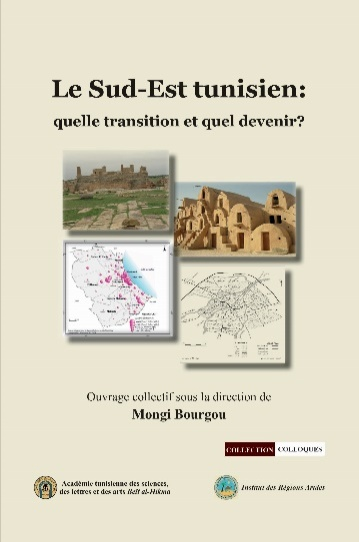 Le Sud-Est tunisien:
quelle transition et quel devenir?
Ouvrage collectif sous la direction de
Mongi Bourgou
COLLECTION COLLOQUES
Académie tunisienne des sciences,
des lettres et des arts Beït al-Hikma
Institut des Régions Arides